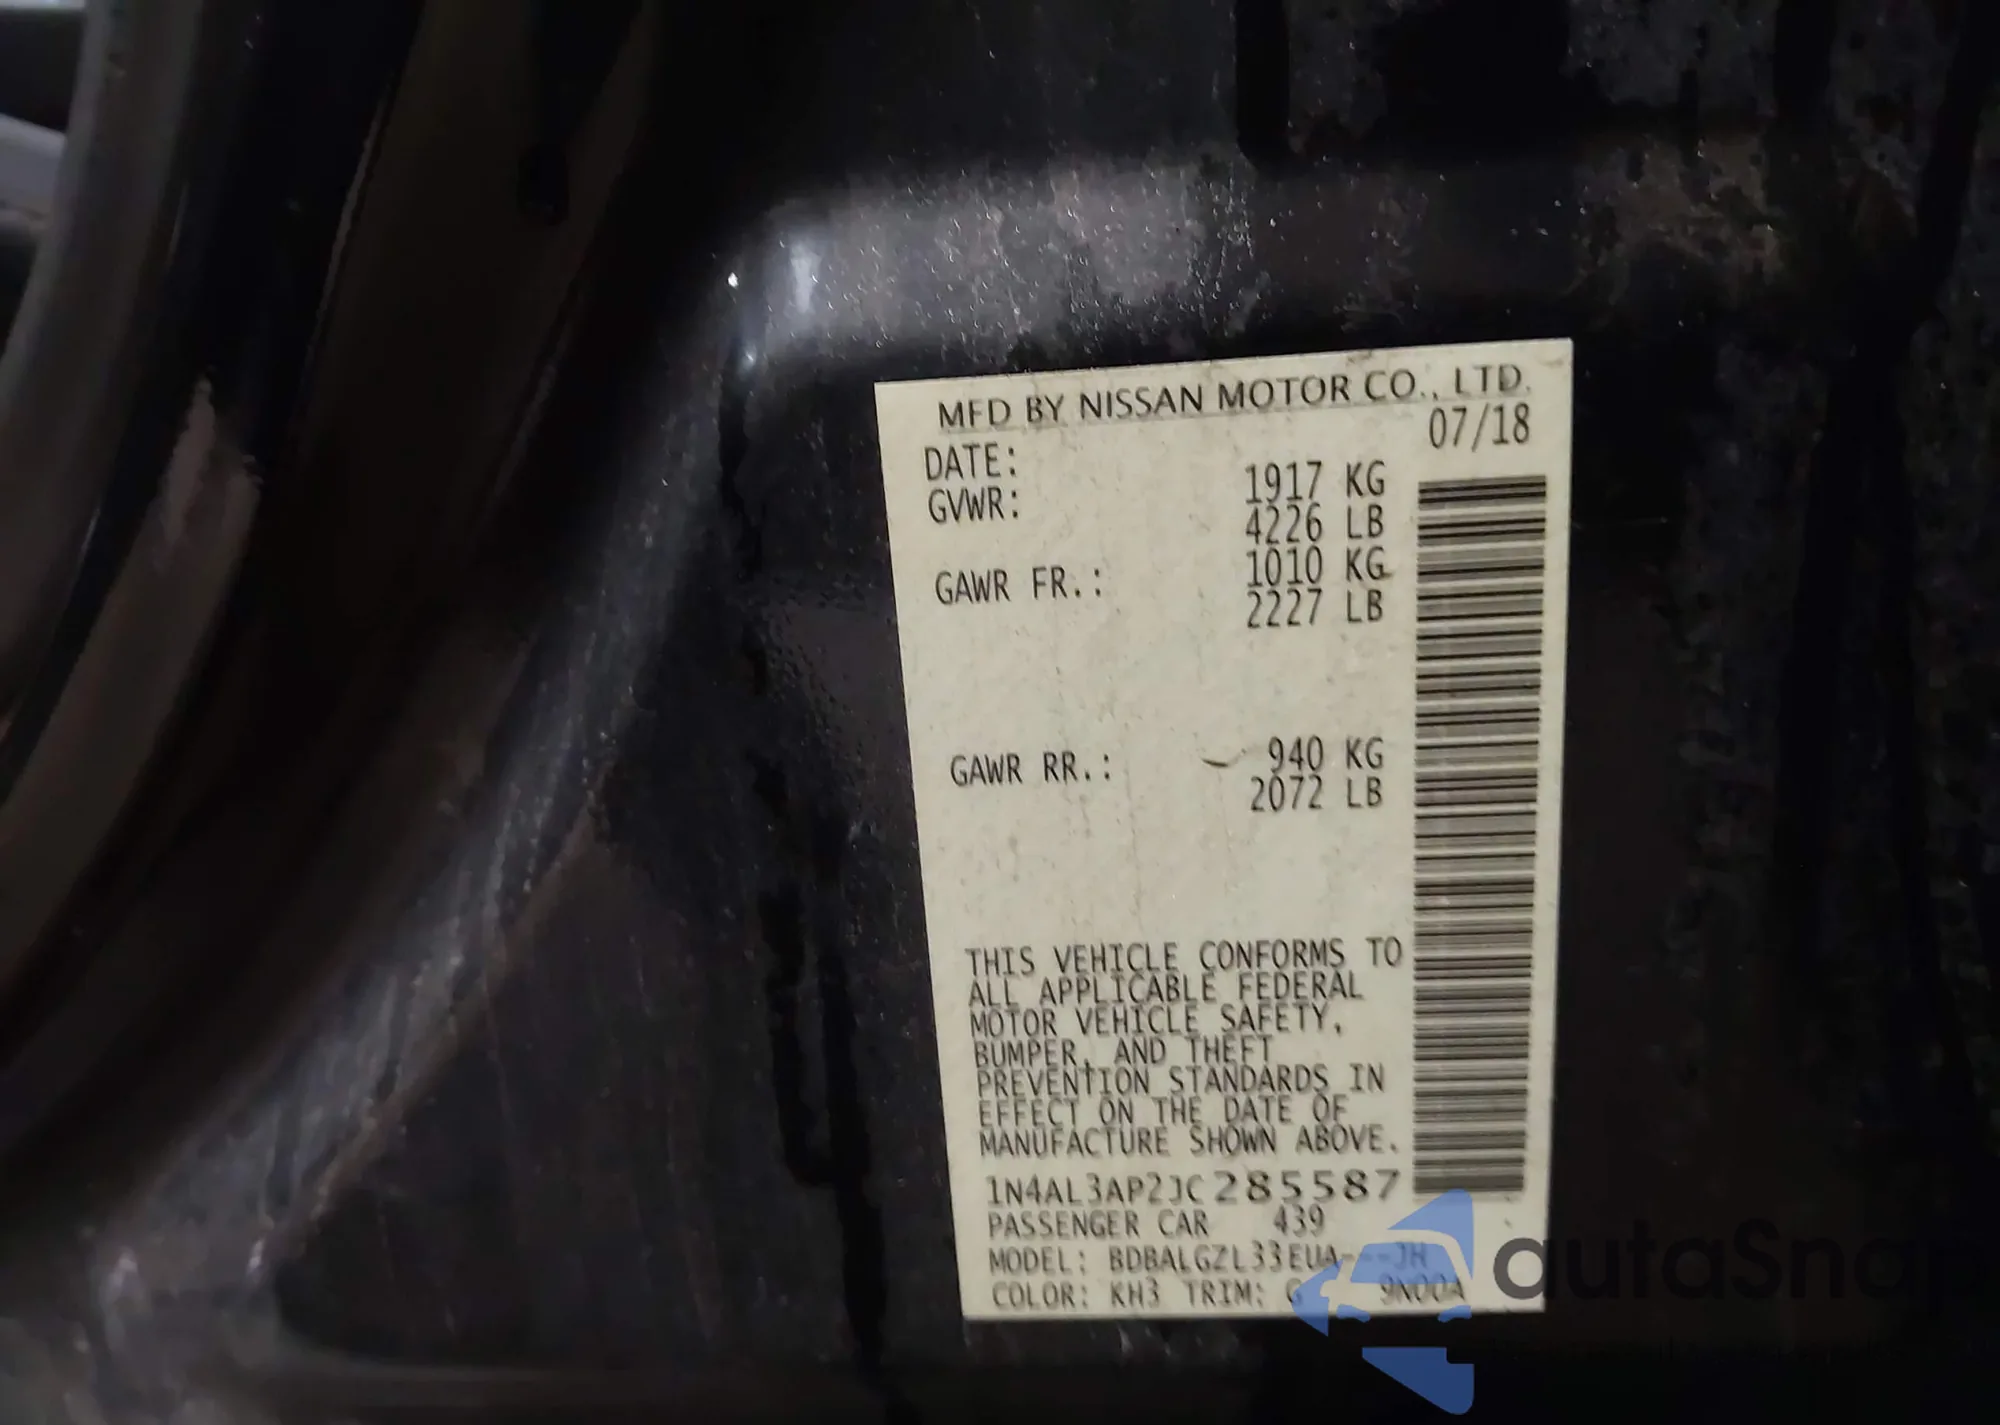 MFD BY NISSAN MOTOR CO., LTD.
DATE: 07/18
GVWR: 1917 KG
4226 LB
GAWR FR.: 1010 KG
2227 LB
GAWR RR.: 940 KG
2072 LB
THIS VEHICLE CONFORMS TO
ALL APPLICABLE FEDERAL
MOTOR VEHICLE SAFETY,
BUMPER, AND THEFT
PREVENTION STANDARDS IN
EFFECT ON THE DATE OF
MANUFACTURE SHOWN ABOVE.
1N4AL3AP2JC285587
PASSENGER CAR 439
MODEL: BDBALGZL33EUA---JH
COLOR: KH3 TRIM: G 9N00A
autaSna